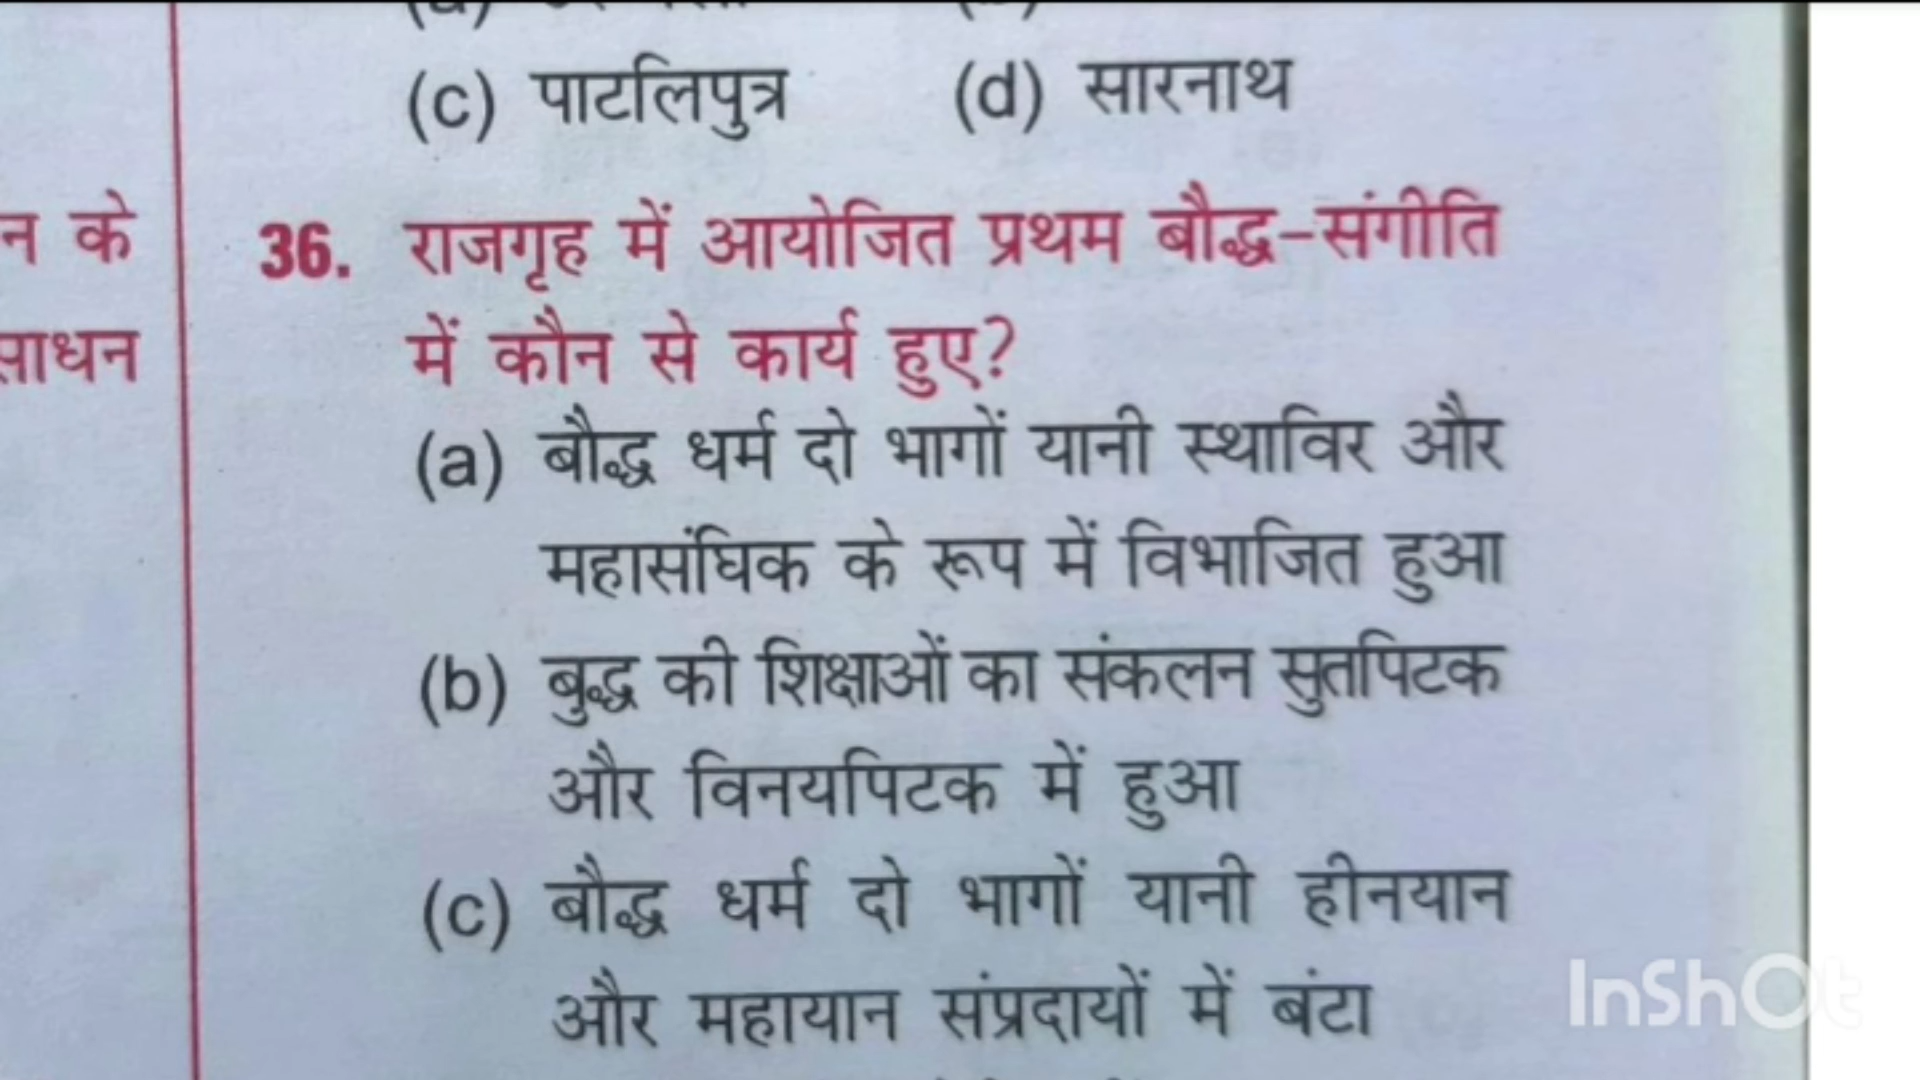 (c) पाटलिपुत्र (d) सारनाथ
न के
साधन
36. राजगृह में आयोजित प्रथम बौद्ध-संगीति
में कौन से कार्य हुए?
(a) बौद्ध धर्म दो भागों यानी स्थाविर और
महासंघिक के रूप में विभाजित हुआ
(b) बुद्ध की शिक्षाओं का संकलन सुतपिटक
और विनयपिटक में हुआ
(c) बौद्ध धर्म दो भागों यानी हीनयान
और महायान संप्रदायों में बंटा
InShOt